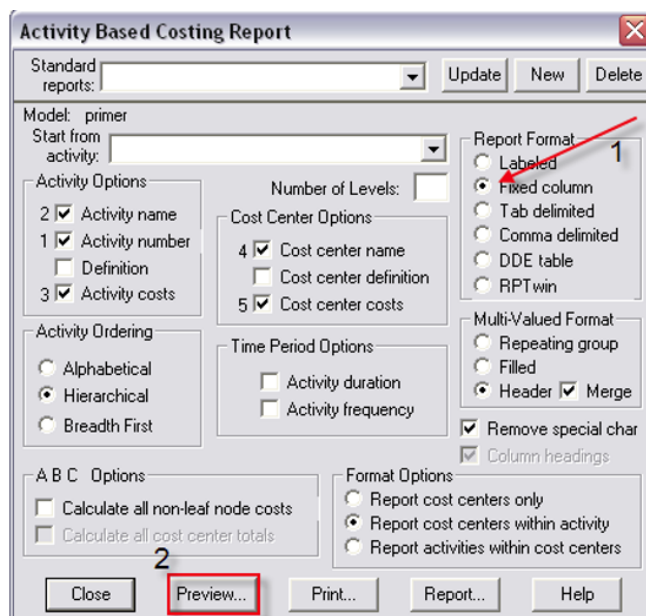 Activity Based Costing Report
Standard reports:
Update New Delete
Model: primer
Start from activity:
Number of Levels:
Activity Options
2 Activity name
1 Activity number
Definition
3 Activity costs
Cost Center Options
4 Cost center name
Cost center definition
5 Cost center costs
Report Format
1
Labeled
Fixed column
Tab delimited
Comma delimited
DDE table
RPTwin
Activity Ordering
Alphabetical
Hierarchical
Breadth First
Time Period Options
Activity duration
Activity frequency
Multi-Valued Format
Repeating group
Filled
Header Merge
Remove special char
Column headings
A B C Options
Calculate all non-leaf node costs
Calculate all cost center totals
Format Options
Report cost centers only
Report cost centers within activity
Report activities within cost centers
2
Close Preview... Print... Report... Help